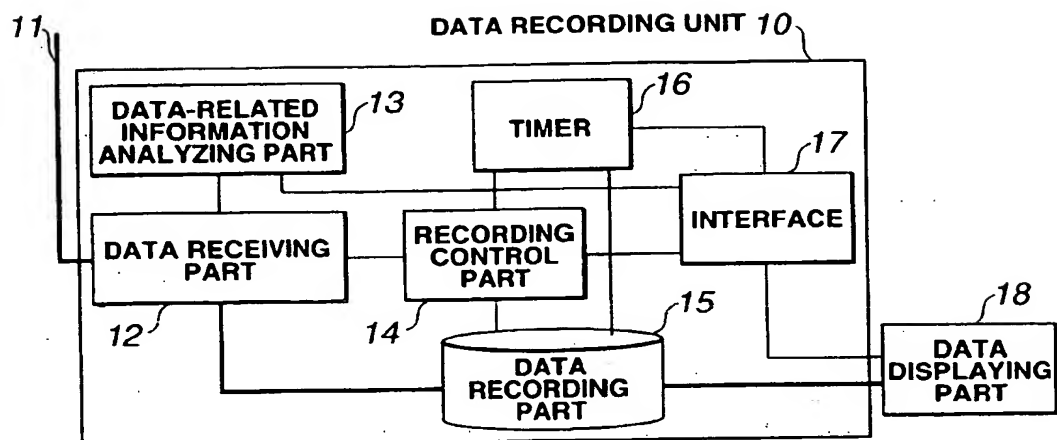 11
DATA RECORDING UNIT 10
DATA-RELATED
INFORMATION
ANALYZING PART
13
TIMER
16
17
INTERFACE
DATA RECEIVING
PART
12
RECORDING
CONTROL
PART
14
15
DATA
RECORDING
PART
18
DATA
DISPLAYING
PART